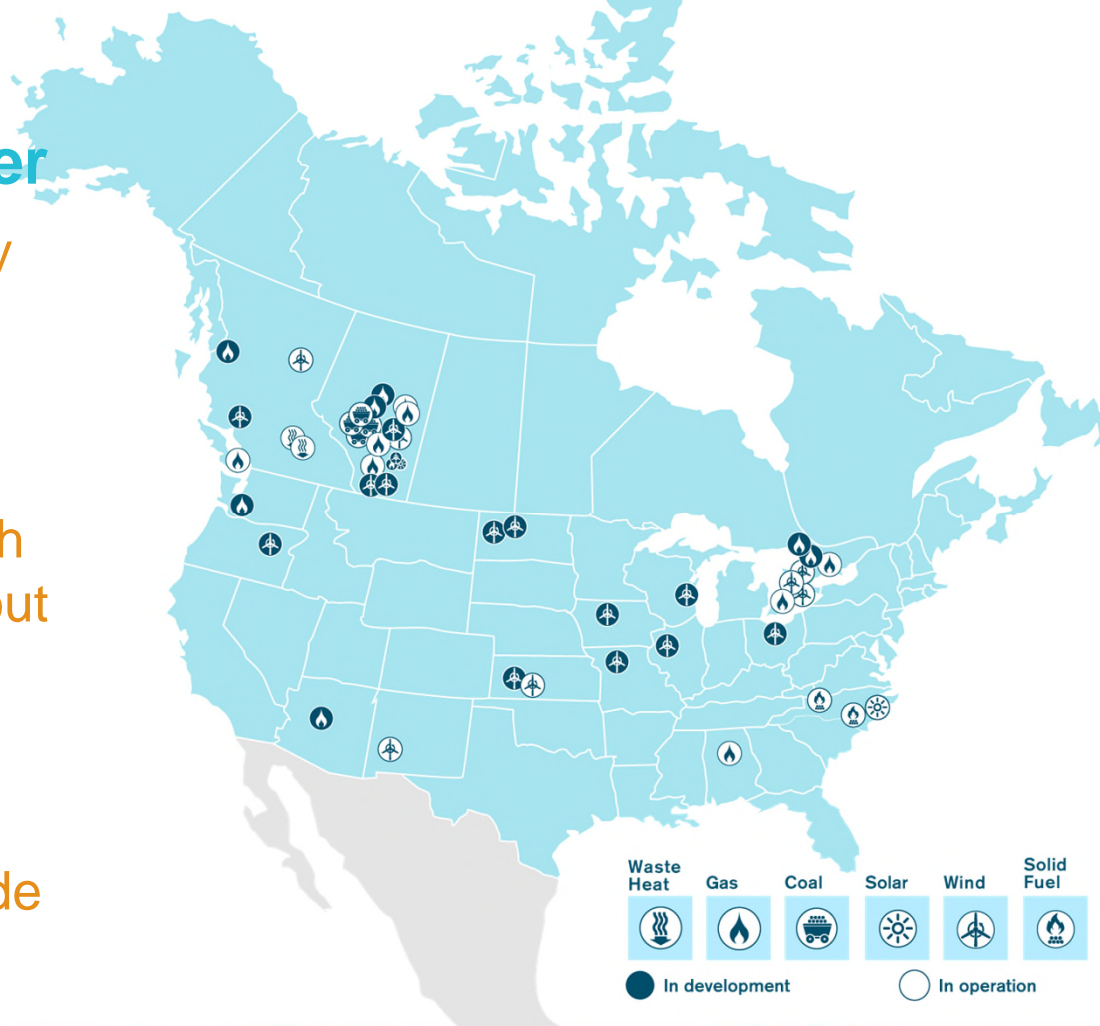 er
y
h
out
de
Waste
Heat
Gas
Coal
Solar
Wind
Solid
Fuel
In development
In operation